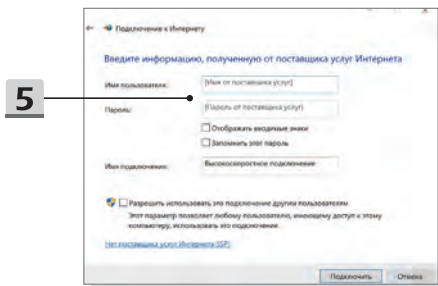 Подключение к Интернету
Введите информацию, полученную от поставщика услуг Интернета
5
Имя пользователя: [Имя от поставщика услуг]
Пароль: [Пароль от поставщика услуг]
Отображать вводимые знаки
Запомнить этот пароль
Имя подключения: Высокоскоростное подключение
Разрешить использовать это подключение другим пользователям
Этот параметр позволяет любому пользователю, имеющему доступ к этому
компьютеру, использовать это подключение.
Нет поставщика услуг Интернета (ISP)
Подключить Отмена